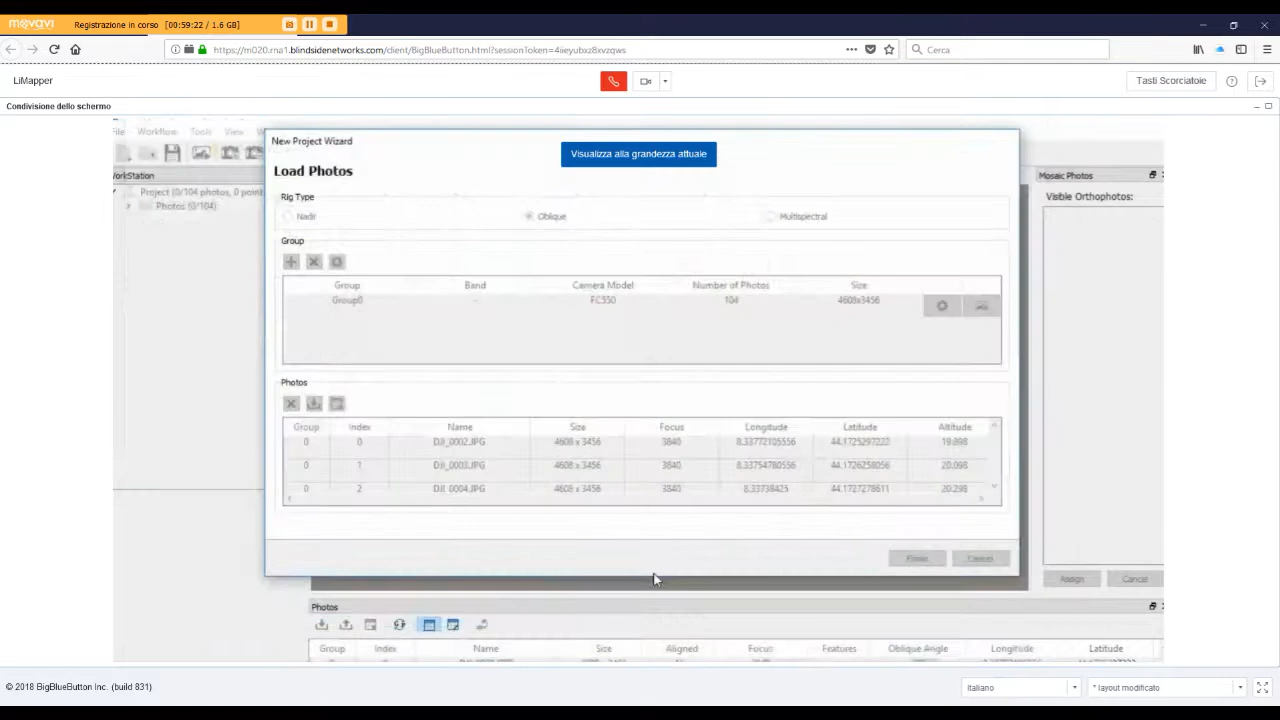 movavi Registrazione in corso [00:59:22 / 1.6 GB]
https://m020.rna1.blindsidenetworks.com/client/BigBlueButton.html?sessionToken=4iieyubxz8xvzqws
Cerca
LiMapper
Tasti Scorciatoie
Condivisione dello schermo
File Workflow Tools View
New Project Wizard
Visualizza alla grandezza attuale
Load Photos
WorkStation
Mosaic Photos
Project (0/104 photos, 0 point
Photos (0/104)
Visible Orthophotos:
Rig Type
Nadir Oblique Multispectral
Group
Group Band Camera Model Number of Photos Size
Group0 - FC550 104 4608x3456
Photos
Group Index Name Size Focus Longitude Latitude Altitude
0 0 DJI_0002.JPG 4608 x 3456 3840 8.33772105556 44.1725297222 19.898
0 1 DJI_0003.JPG 4608 x 3456 3840 8.33754780556 44.1726258056 20.098
0 2 DJI_0004.JPG 4608 x 3456 3840 8.33738425 44.1727278611 20.298
Finish Cancel
Assign Cancel
Photos
Group Index Name Size Aligned Focus Features Oblique Angle Longitude Latitude
© 2018 BigBlueButton Inc. (build 831)
Italiano
* layout modificato